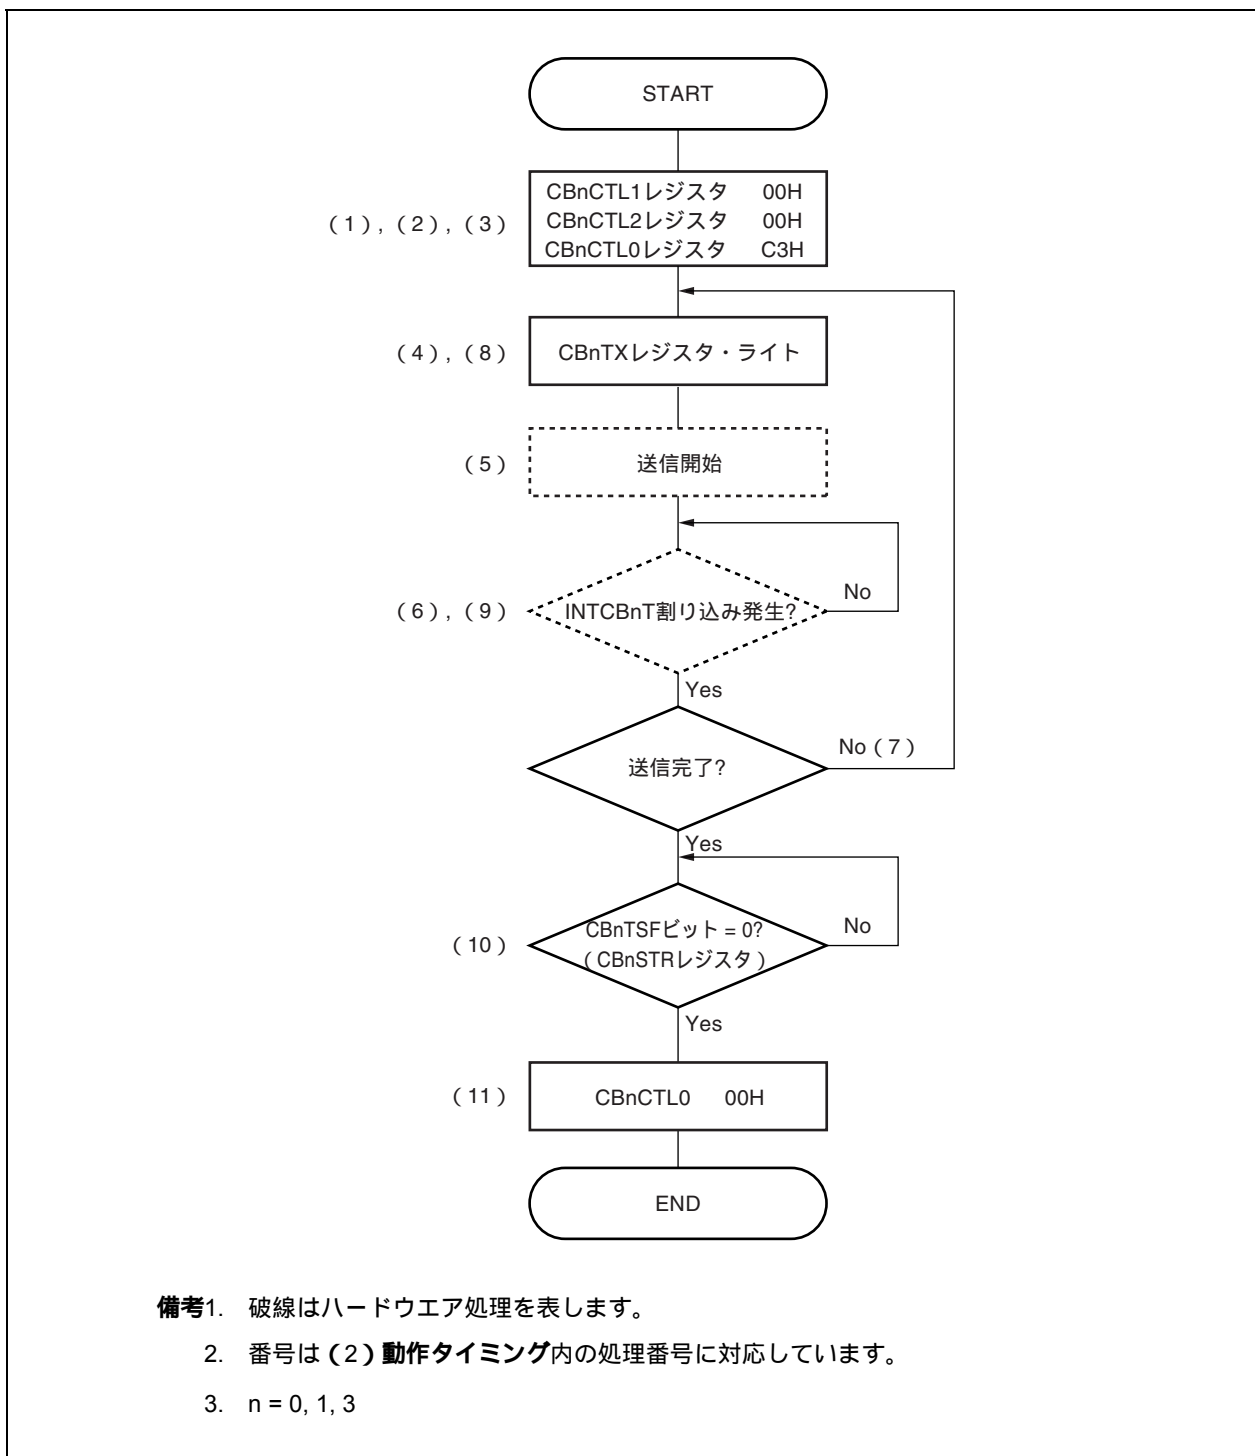 START
CBnCTL1レジスタ 00H
(1), (2), (3) CBnCTL2レジスタ 00H
CBnCTL0レジスタ C3H
(4), (8) CBnTXレジスタ・ライト
(5) 送信開始
(6), (9) INTCBnT割り込み発生? No
Yes
送信完了? No(7)
Yes
CBnTSFビット = 0? No
(10)
(CBnSTRレジスタ)
Yes
(11) CBnCTL0 00H
END
備考1. 破線はハードウエア処理を表します。
2. 番号は(2)動作タイミング内の処理番号に対応しています。
3. n = 0, 1, 3